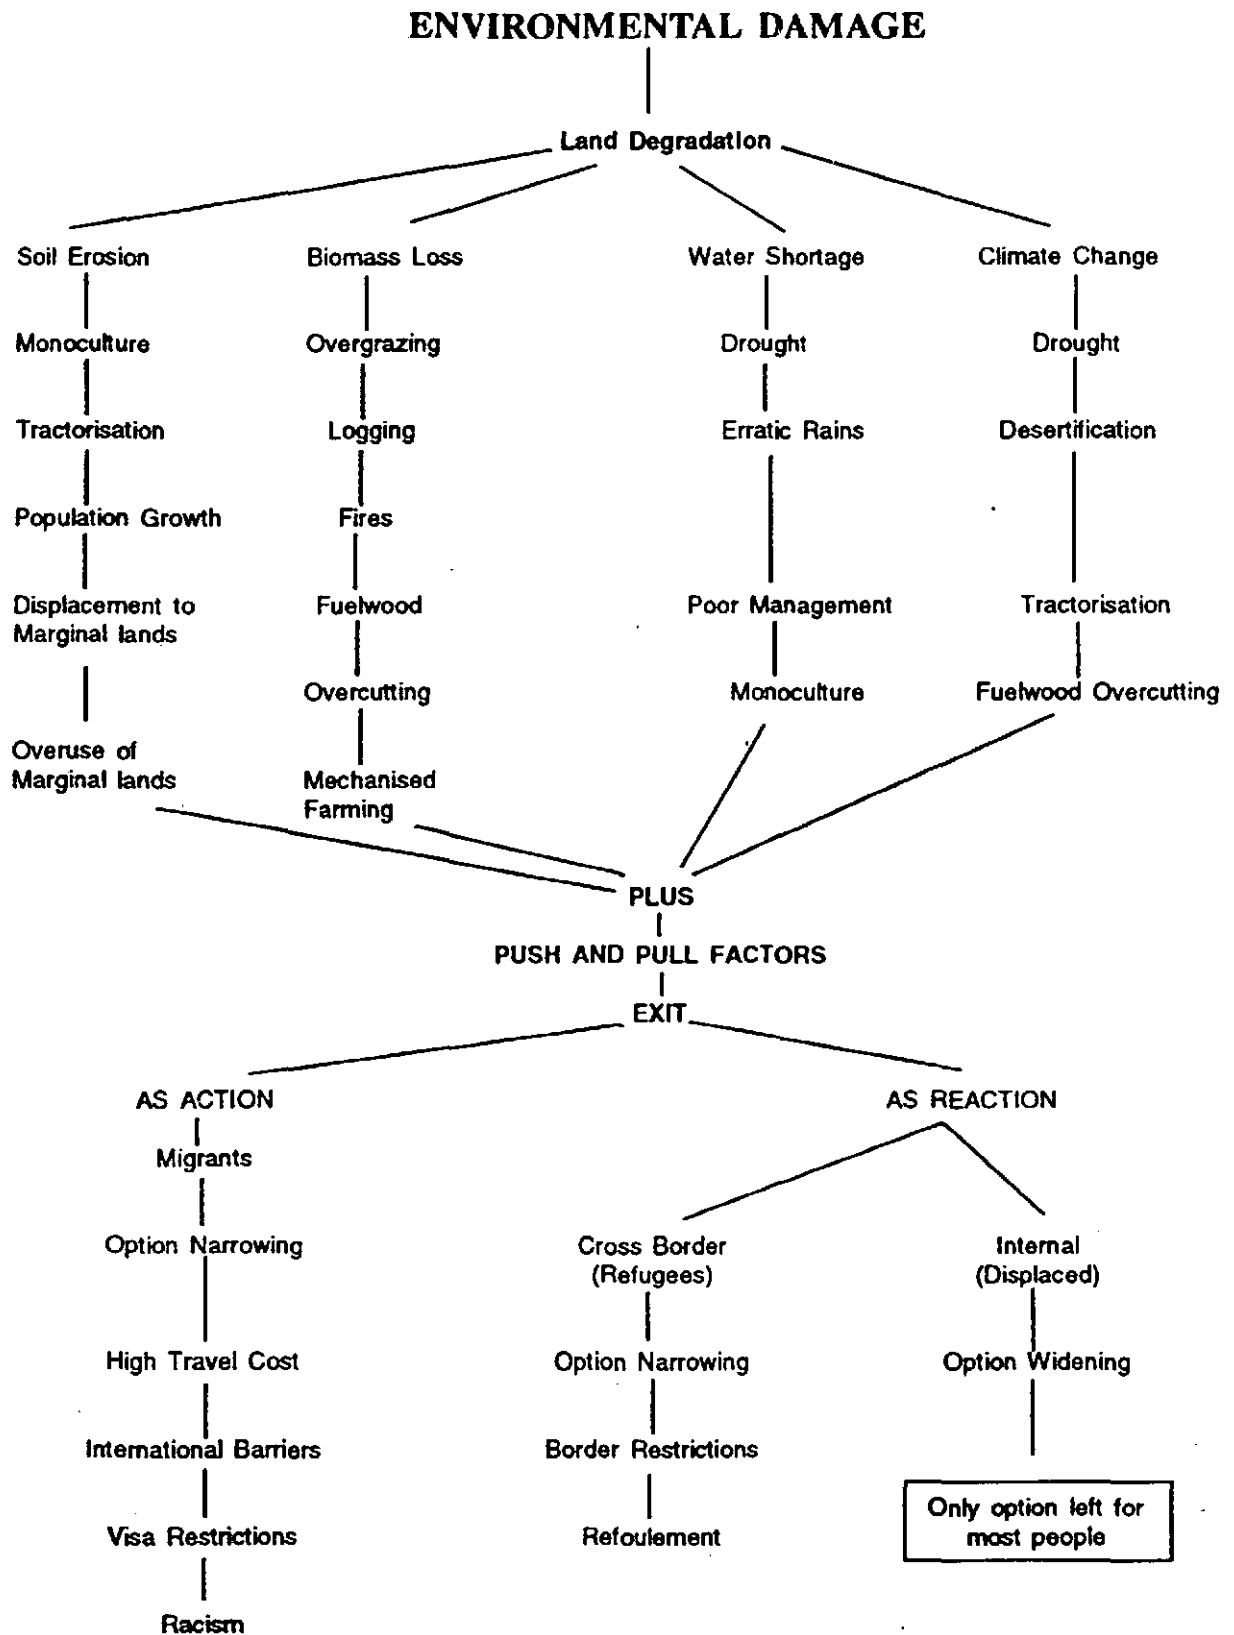 ENVIRONMENTAL DAMAGE
Land Degradation
Soil Erosion
Biomass Loss
Water Shortage
Climate Change
Monoculture
Overgrazing
Drought
Drought
Tractorisation
Logging
Erratic Rains
Desertification
Population Growth
Fires
Displacement to
Marginal lands
Fuelwood
Poor Management
Tractorisation
Overcutting
Monoculture
Fuelwood Overcutting
Overuse of
Marginal lands
Mechanised
Farming
PLUS
PUSH AND PULL FACTORS
EXIT
AS ACTION
AS REACTION
Migrants
Option Narrowing
Cross Border
(Refugees)
Internal
(Displaced)
High Travel Cost
Option Narrowing
Option Widening
International Barriers
Border Restrictions
Only option left for
most people
Visa Restrictions
Refoulement
Racism